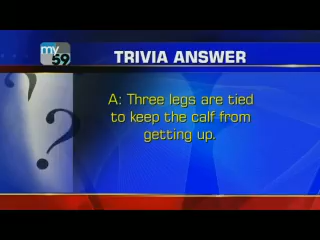 my
59
TRIVIA ANSWER
A: Three legs are tied
to keep the calf from
getting up.